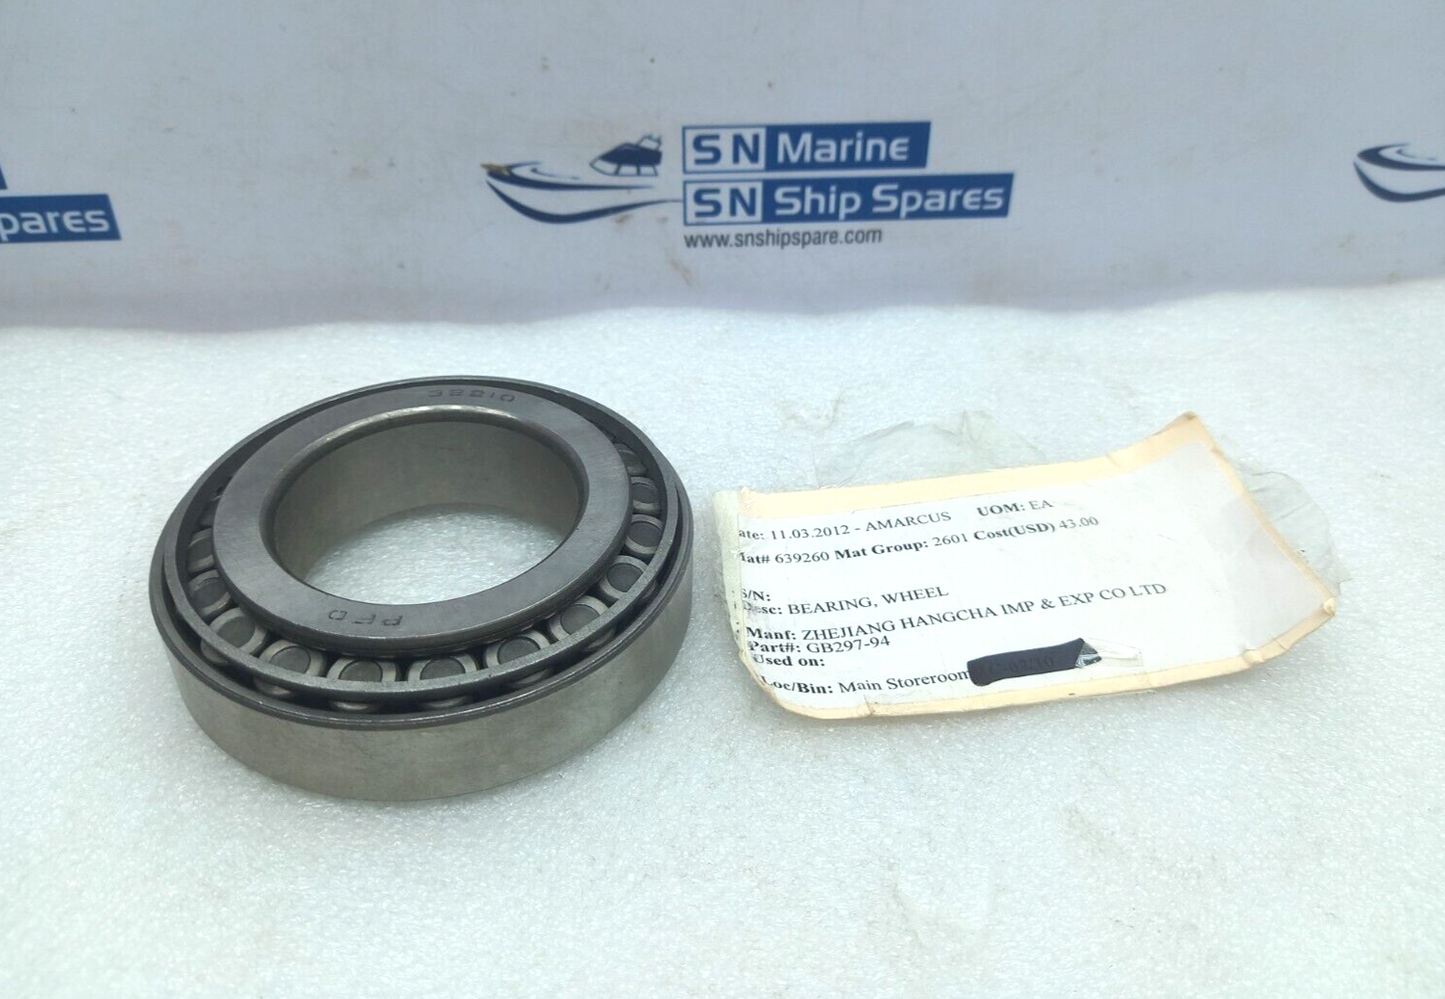 SN Marine
SN Ship Spares
www.snshipspare.com
pares
32210
PFD
ate: 11.03.2012 - AMARCUS UOM: EA
Mat# 639260 Mat Group: 2601 Cost(USD) 43.00
S/N:
Desc: BEARING, WHEEL
Manf: ZHEJIANG HANGCHA IMP & EXP CO LTD
Part#: GB297-94
Used on:
Loc/Bin: Main Storeroom